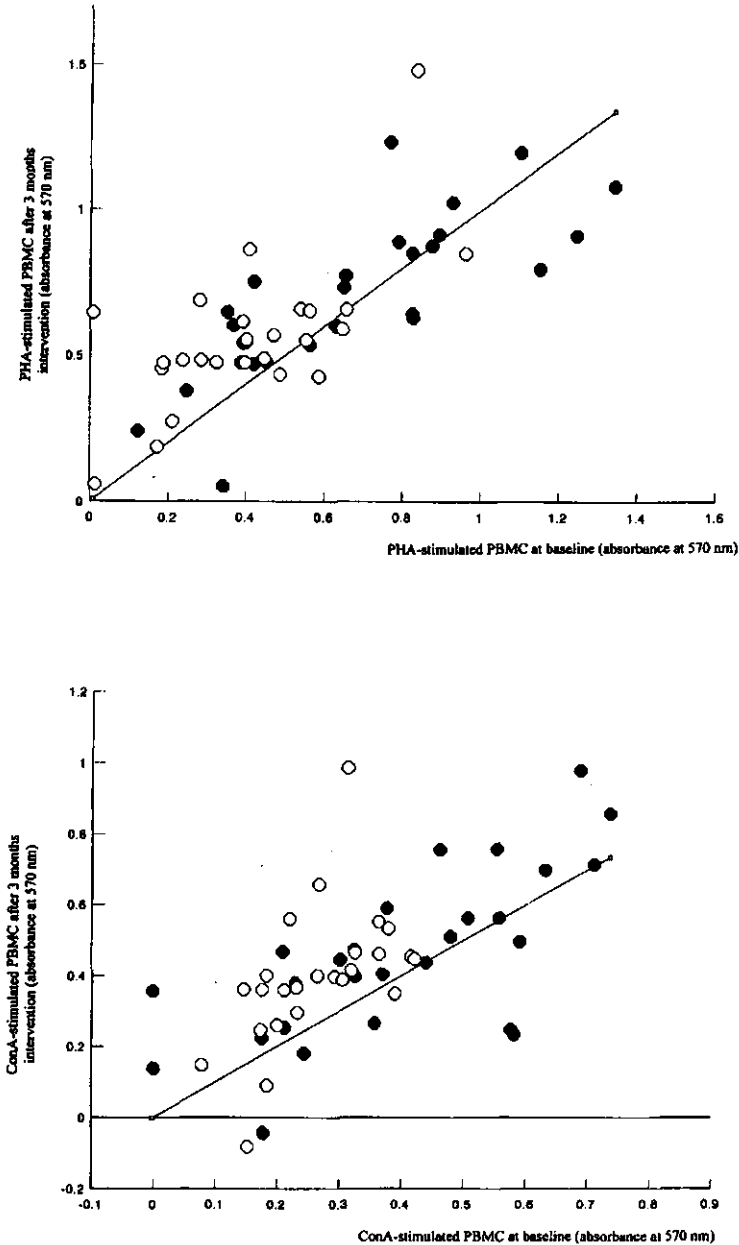 PHA-stimulated PBMC after 3 months
intervention (absorbance at 570 nm)
1.5
1
0.5
0
0 0.2 0.4 0.6 0.8 1 1.2 1.4 1.6
PHA-stimulated PBMC at baseline (absorbance at 570 nm)
ConA-stimulated PBMC after 3 months
intervention (absorbance at 570 nm)
1.2
1
0.8
0.6
0.4
0.2
0
-0.2
-0.1 0 0.1 0.2 0.3 0.4 0.5 0.6 0.7 0.8 0.9
ConA-stimulated PBMC at baseline (absorbance at 570 nm)